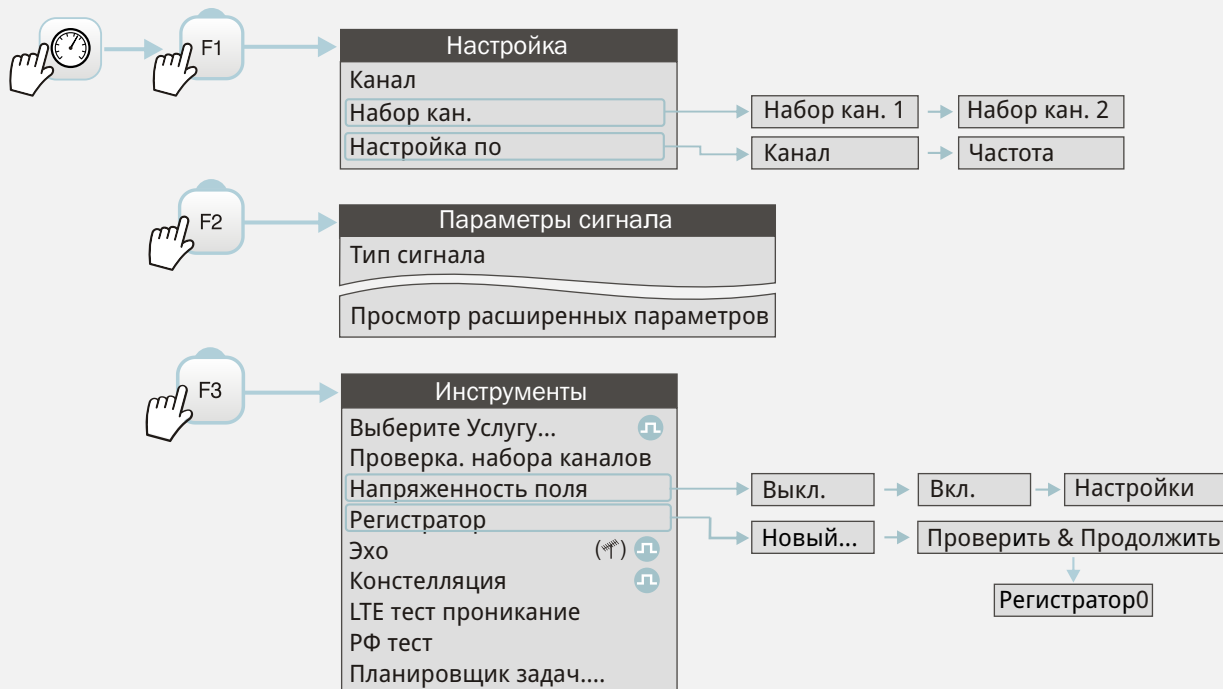 F1
Настройка
Канал
Набор кан.
Набор кан. 1
Набор кан. 2
Настройка по
Канал
Частота
F2
Параметры сигнала
Тип сигнала
Просмотр расширенных параметров
F3
Инструменты
Выберите Услугу...
Проверка. набора каналов
Напряженность поля
Выкл.
Вкл.
Настройки
Регистратор
Новый...
Проверить & Продолжить
Регистратор0
Эхо
Констелляция
LTE тест проникание
РФ тест
Планировщик задач....